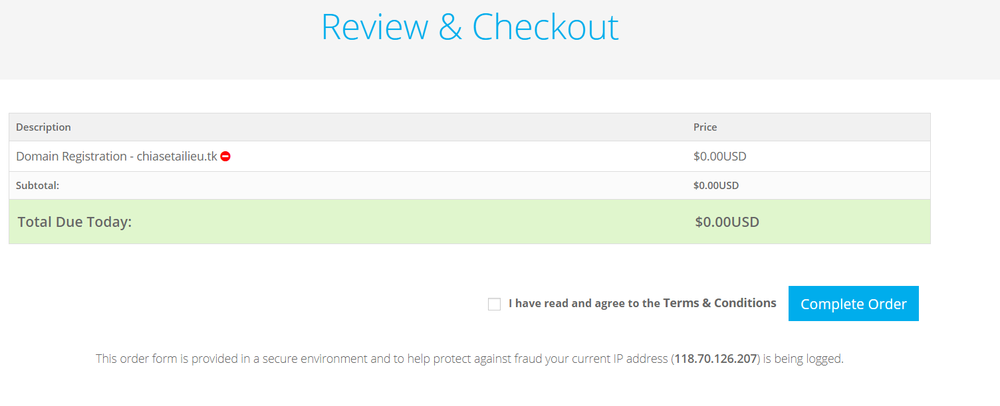 Review & Checkout
Description Price
Domain Registration - chiasetailieu.tk $0.00USD
Subtotal: $0.00USD
Total Due Today: $0.00USD
I have read and agree to the Terms & Conditions Complete Order
This order form is provided in a secure environment and to help protect against fraud your current IP address (118.70.126.207) is being logged.